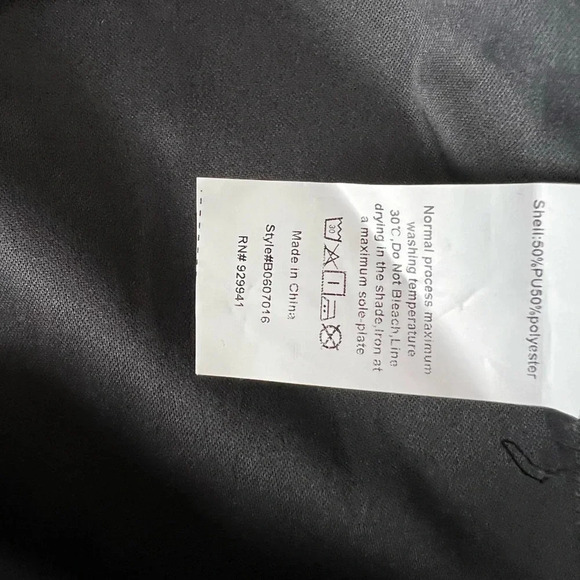 Shell:50%PU50%polyester
Normal process maximum
washing temperature
30℃,Do Not Bleach,Line
drying in the shade,Iron at
a maximum sole-plate
30
Made in China
Style#B0607016
RN# 929941